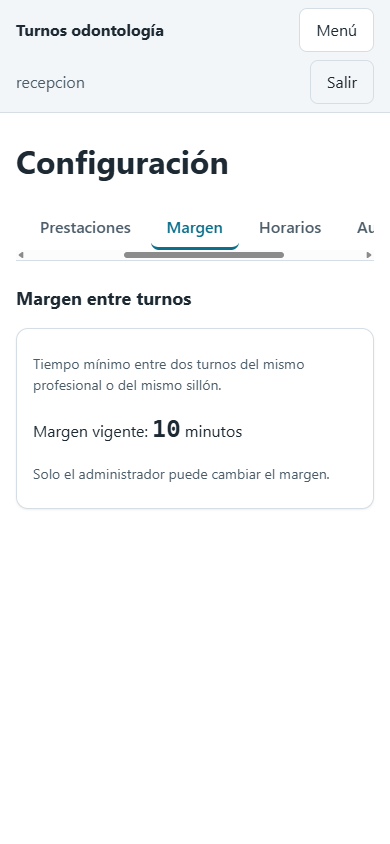 Turnos odontología
Menú
recepcion
Salir
Configuración
Prestaciones
Margen
Horarios
Au
Margen entre turnos
Tiempo mínimo entre dos turnos del mismo
profesional o del mismo sillón.
Margen vigente: 10 minutos
Solo el administrador puede cambiar el margen.